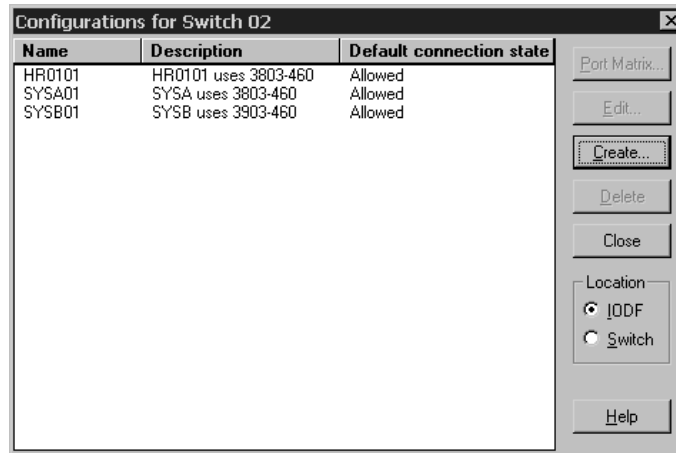 Configurations for Switch 02
Name Description Default connection state
HR0101 HR0101 uses 3803-460 Allowed
SYSA01 SYSA uses 3803-460 Allowed
SYSB01 SYSB uses 3903-460 Allowed
Port Matrix...
Edit...
Create...
Delete
Close
Location
IODF
Switch
Help